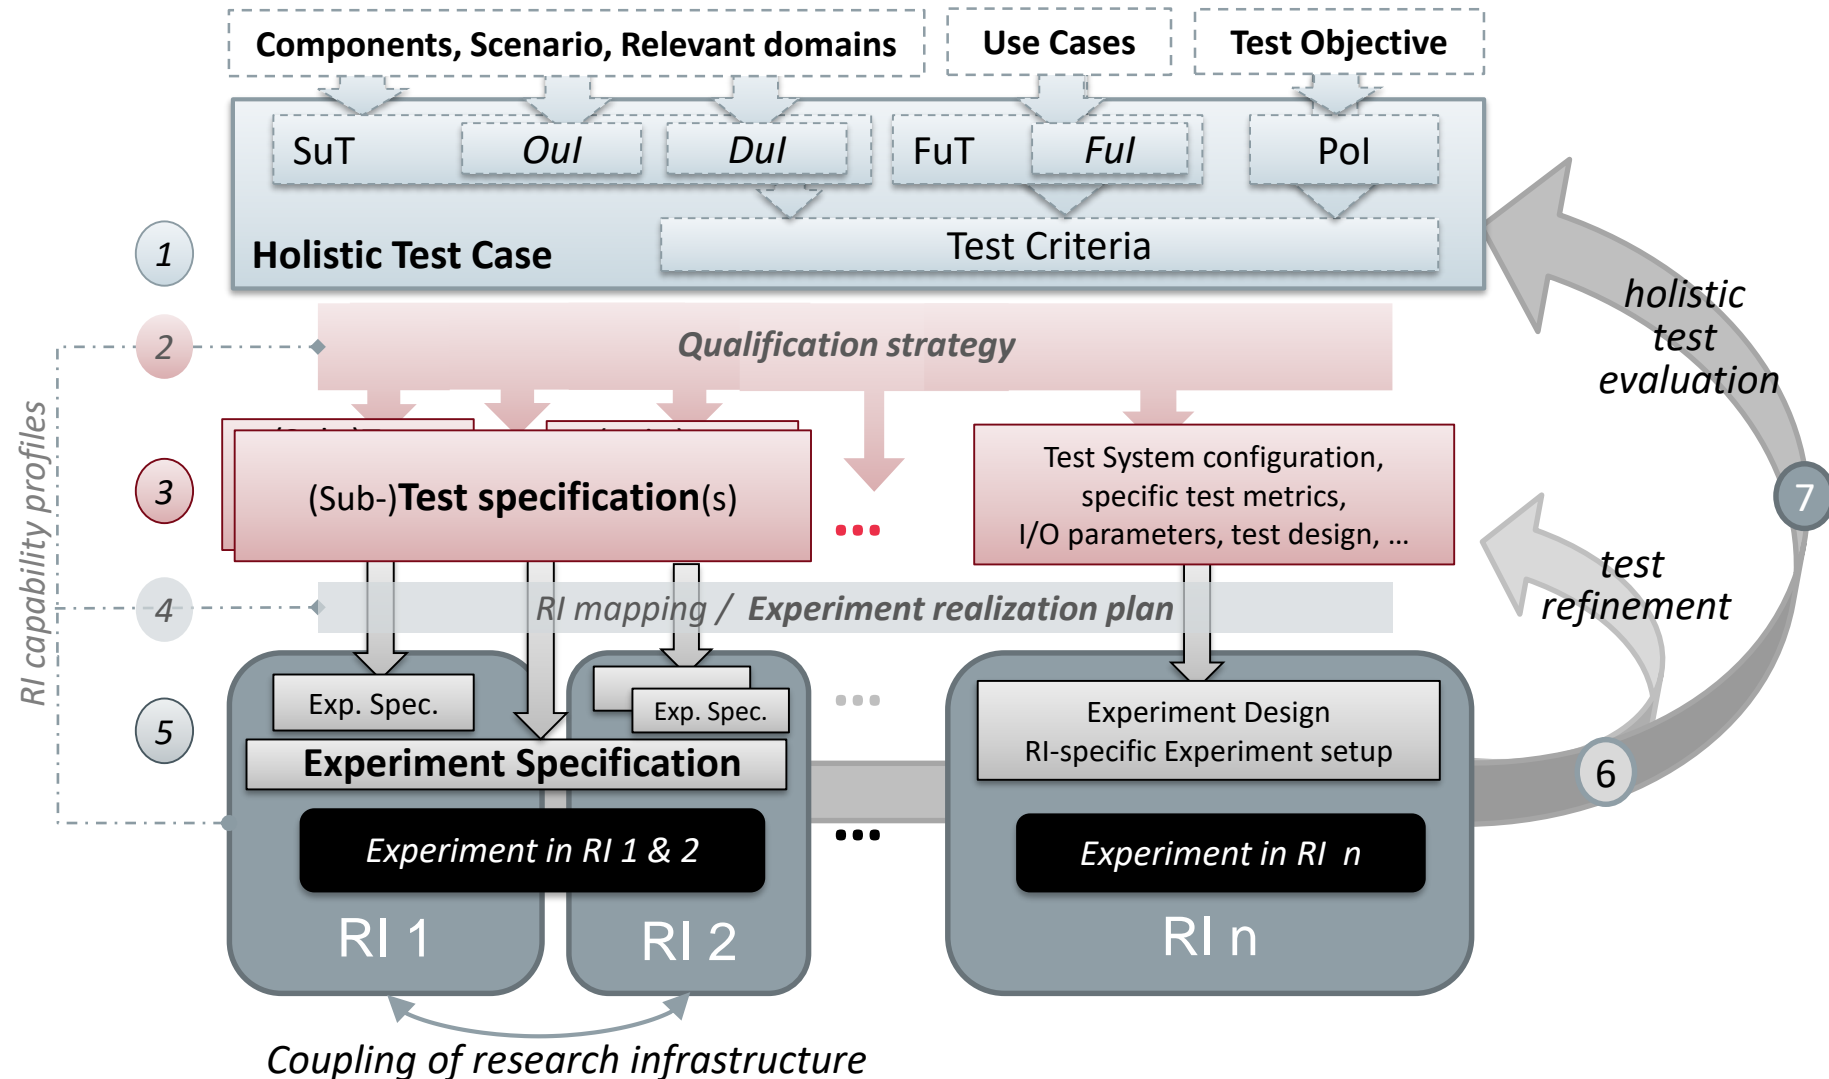 Components, Scenario, Relevant domains
Use Cases
Test Objective
SuT
OuI
DuI
FuT
FuI
PoI
Test Criteria
Holistic Test Case
1
holistic
test
evaluation
2
Qualification strategy
RI capability profiles
3
(Sub-)Test specification(s)
...
Test System configuration,
specific test metrics,
I/O parameters, test design, ...
7
test
refinement
4
RI mapping / Experiment realization plan
5
Exp. Spec.
Exp. Spec.
...
Experiment Design
RI-specific Experiment setup
Experiment Specification
6
Experiment in RI 1 & 2
...
Experiment in RI n
RI 1
RI 2
RI n
Coupling of research infrastructure